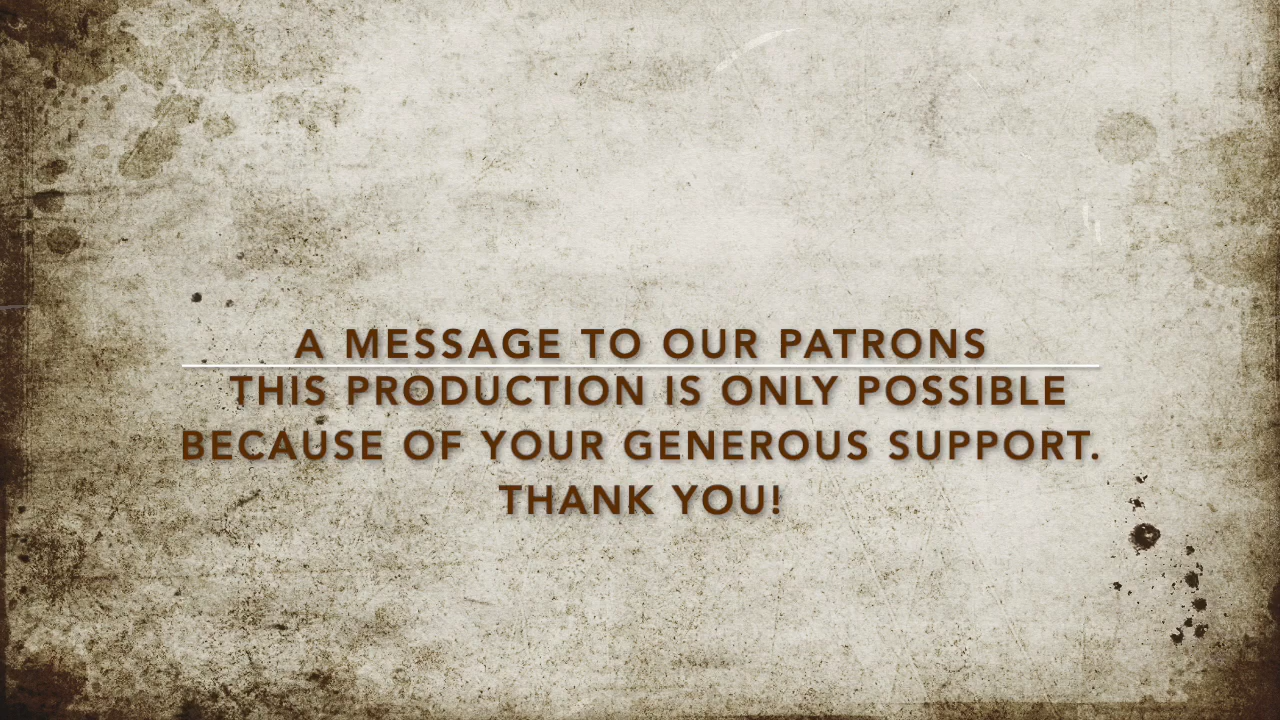 A MESSAGE TO OUR PATRONS
THIS PRODUCTION IS ONLY POSSIBLE
BECAUSE OF YOUR GENEROUS SUPPORT.
THANK YOU!